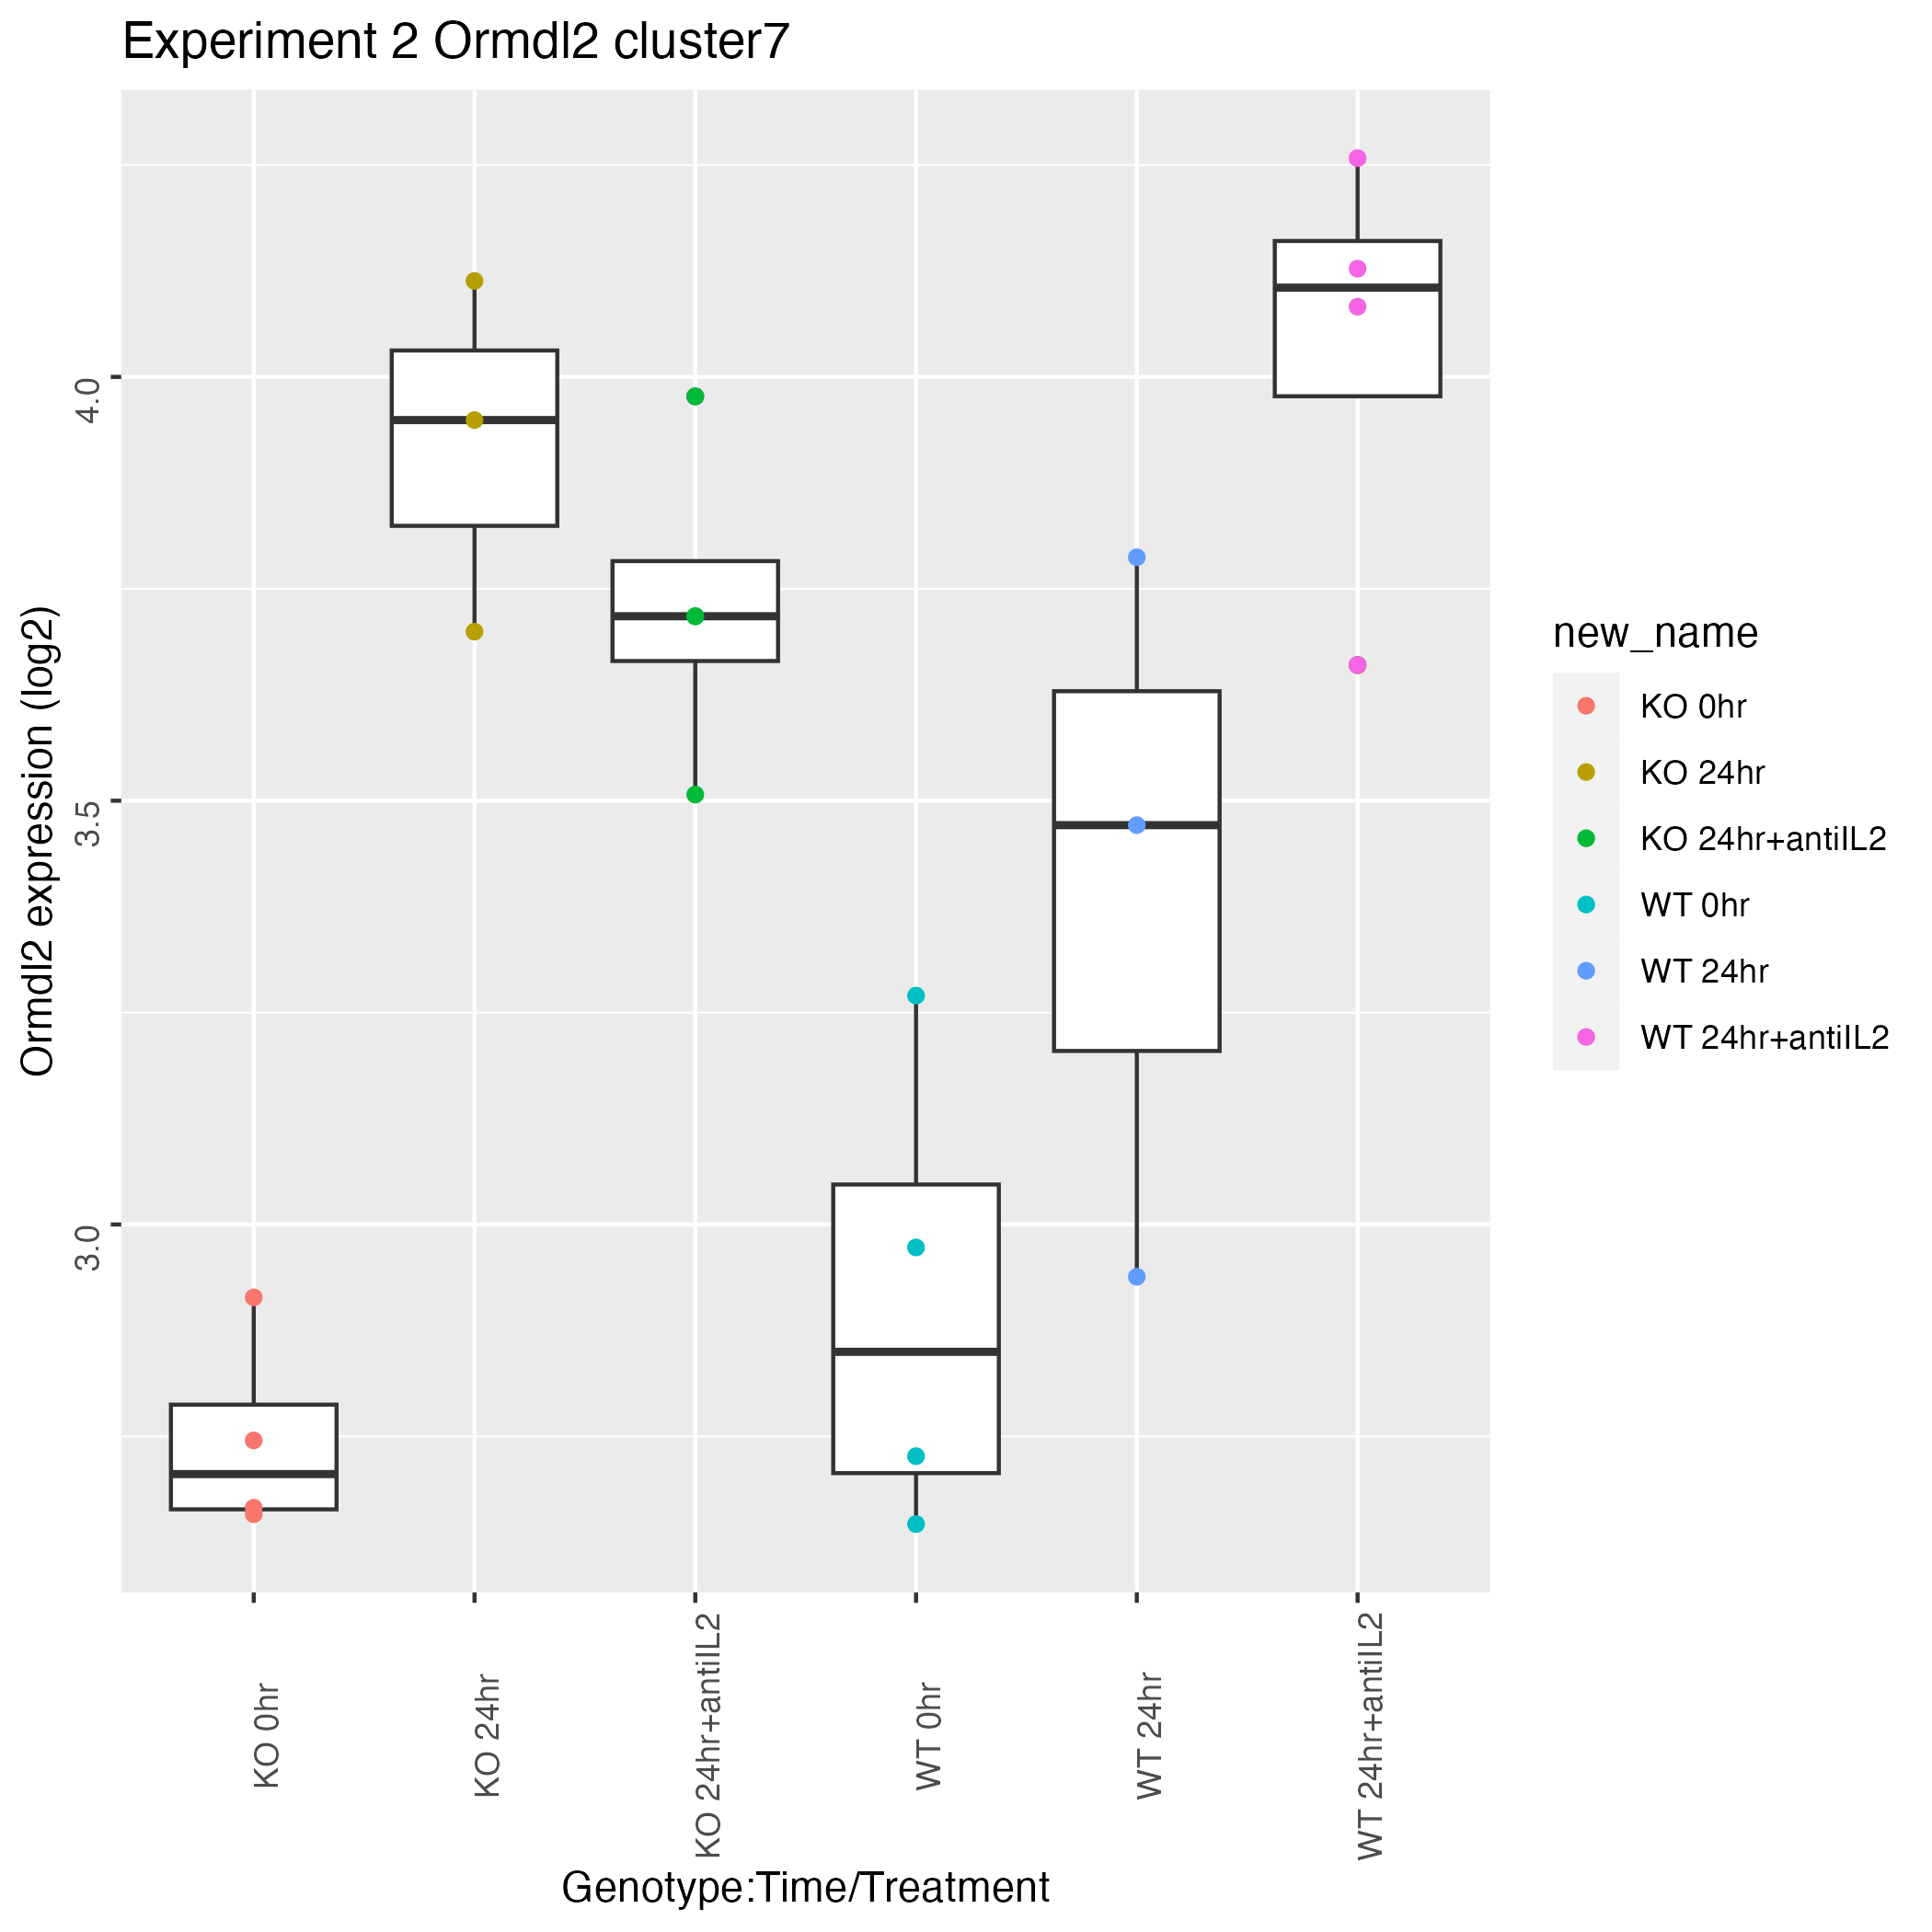 Experiment 2 Ormdl2 cluster7
Ormdl2 expression (log2)
4.0
3.5
3.0
KO 0hr
KO 24hr
KO 24hr+antiIL2
WT 0hr
WT 24hr
WT 24hr+antiIL2
Genotype:Time/Treatment
new_name
KO 0hr
KO 24hr
KO 24hr+antiIL2
WT 0hr
WT 24hr
WT 24hr+antiIL2